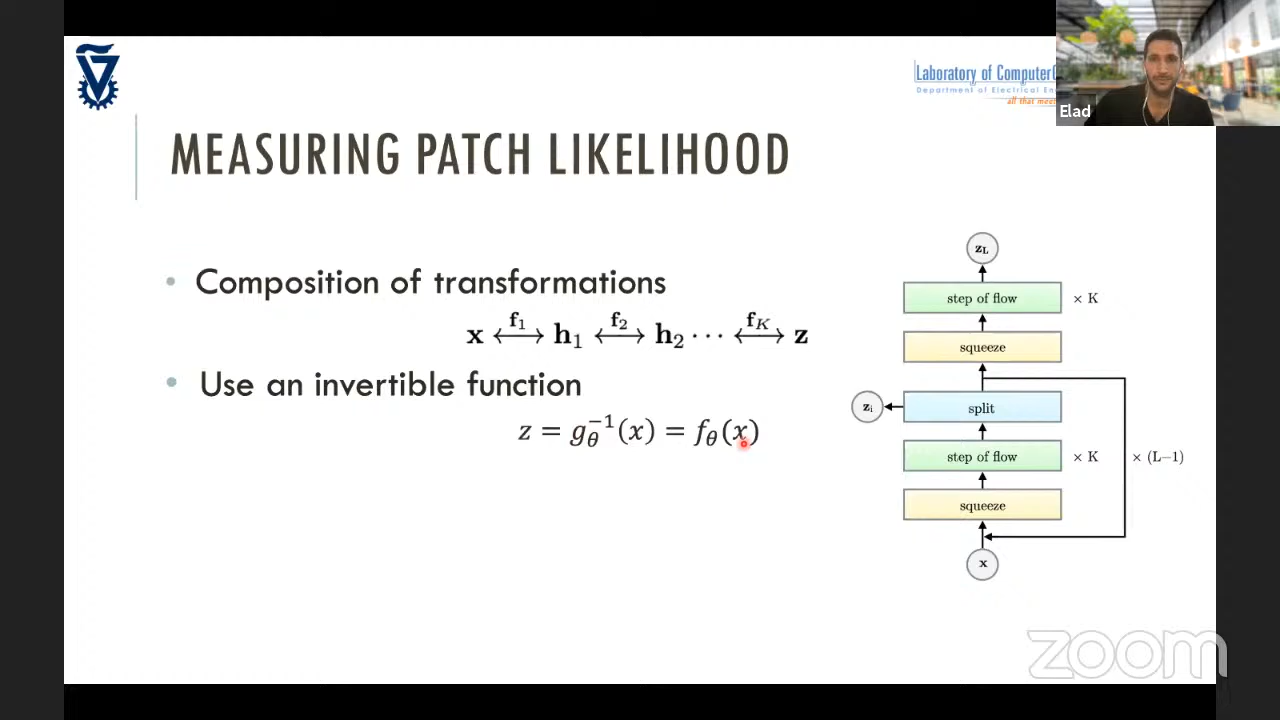 Laboratory of Computer
Department of Electrical
all that
Elad
MEASURING PATCH LIKELIHOOD
• Composition of transformations
x ⟷ h₁ ⟷ h₂ ··· ⟷ z
f₁ f₂ f_K
• Use an invertible function
z = g_θ⁻¹(x) = f_θ(x)
z_L
step of flow × K
squeeze
z_i split
step of flow × K × (L−1)
squeeze
x
zoom